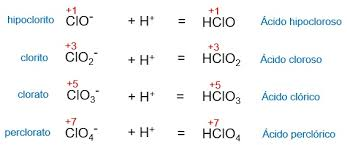 +1 +1
hipoclorito ClO⁻ + H⁺ = HClO Ácido hipocloroso
+3 +3
clorito ClO₂⁻ + H⁺ = HClO₂ Ácido cloroso
+5 +5
clorato ClO₃⁻ + H⁺ = HClO₃ Ácido clórico
+7 +7
perclorato ClO₄⁻ + H⁺ = HClO₄ Ácido perclórico